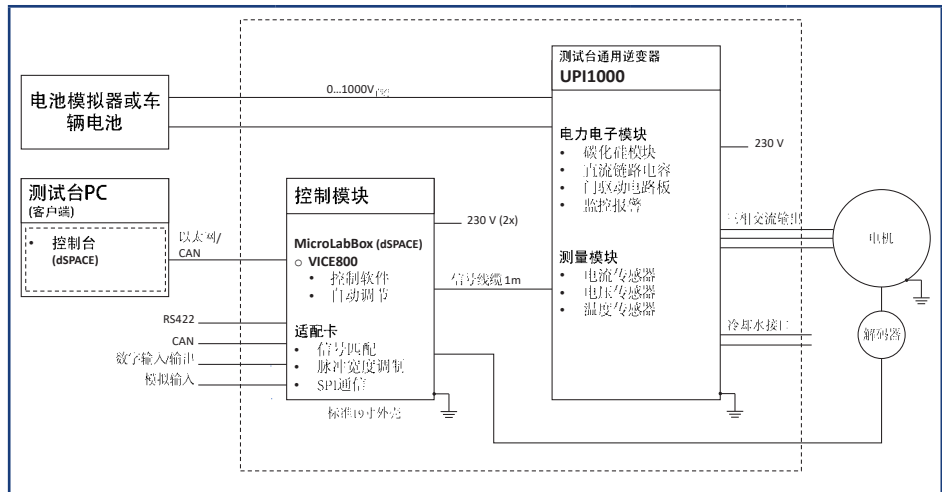 电池模拟器或车
辆电池
0...1000V
测试台通用逆变器
UPI1000
电力电子模块
• 碳化硅模块
• 直流链路电容
• 门驱动电路板
• 监控报警
测量模块
• 电流传感器
• 电压传感器
• 温度传感器
230 V
测试台PC
(客户端)
• 控制台
(dSPACE)
以太网/
CAN
控制模块
MicroLabBox (dSPACE)
○ VICE800
• 控制软件
• 自动调节
适配卡
• 信号匹配
• 脉冲宽度调制
• SPI通信
标准19寸外壳
230 V (2x)
信号线缆 1m
RS422
CAN
数字输入/输出
模拟输入
三相交流输出
电机
冷却水接口
解码器